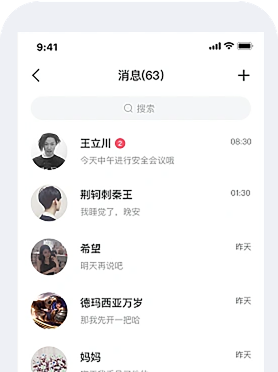 9:41
消息(63)
搜索
王立川 2 08:30
今天中午进行安全会议哦
荆轲刺秦王 01:30
我睡觉了，晚安
希望 昨天
明天再说吧
德玛西亚万岁 昨天
那我先开一把哈
妈妈 昨天